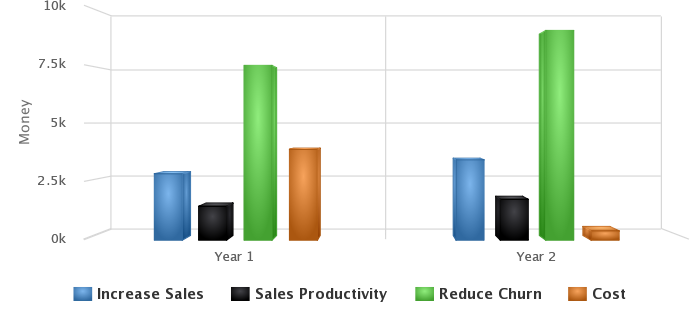 10k
7.5k
5k
2.5k
0k
Money
Year 1
Year 2
Increase Sales
Sales Productivity
Reduce Churn
Cost